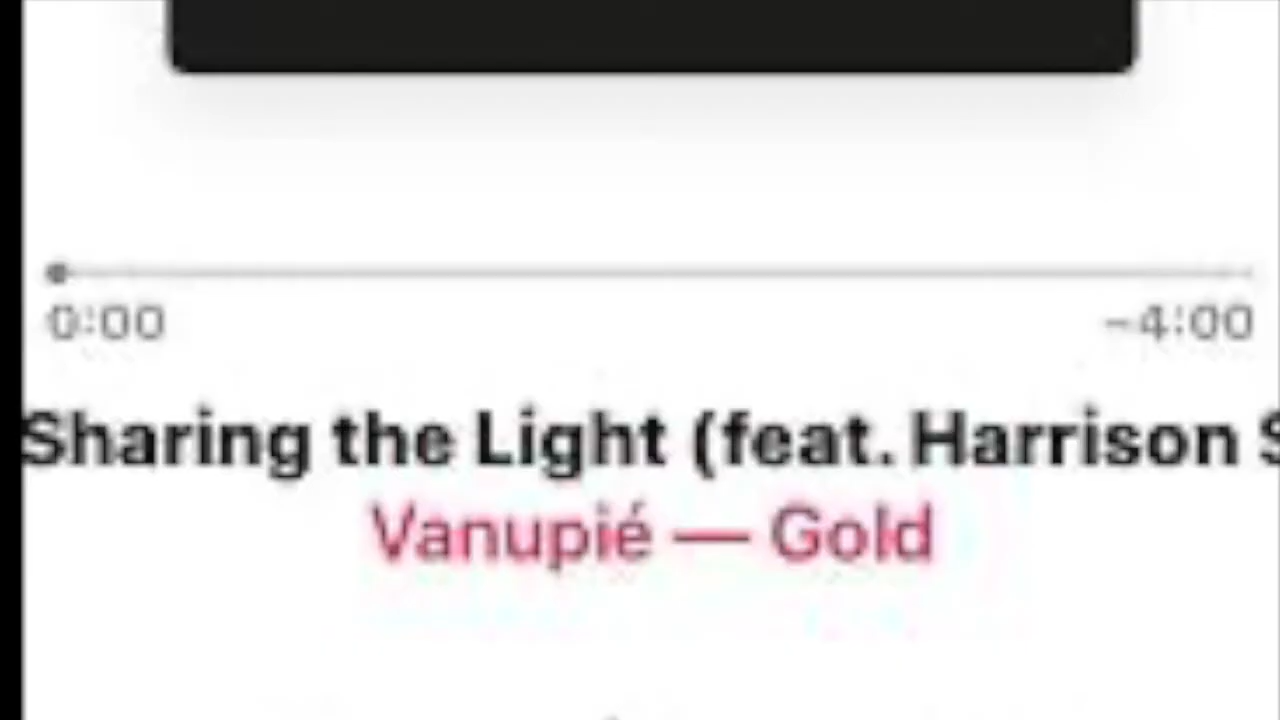 0:00 -4:00
Sharing the Light (feat. Harrison S
Vanupié — Gold